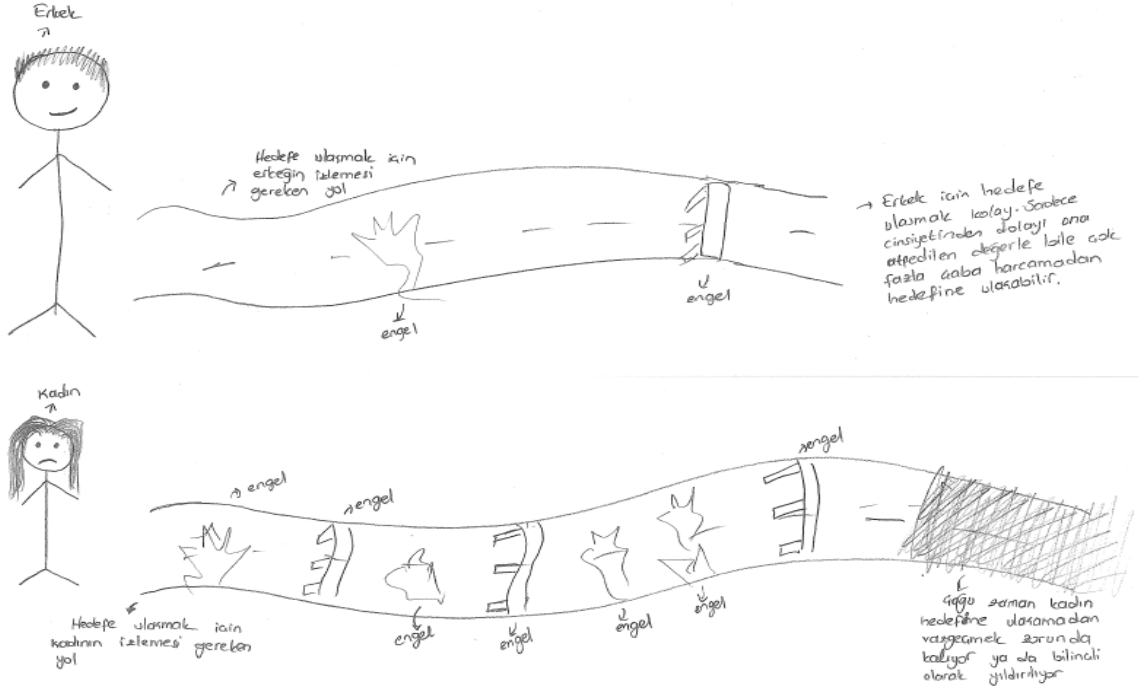 Erkek
Hedefe ulaşmak için
erkeğin izlemesi
gereken yol
engel
engel
Erkek için hedefe
ulaşmak kolay. Sadece
cinsiyetinden dolayı ona
atfedilen değerle bile çok
fazla çaba harcamadan
hedefine ulaşabilir.
Kadın
engel
engel
engel
Hedefe ulaşmak için
kadının izlemesi gereken
yol
engel
engel
engel
engel
Çoğu zaman kadın
hedefine ulaşamadan
vazgeçmek zorunda
kalıyor ya da bilinçli
olarak yıldırılıyor